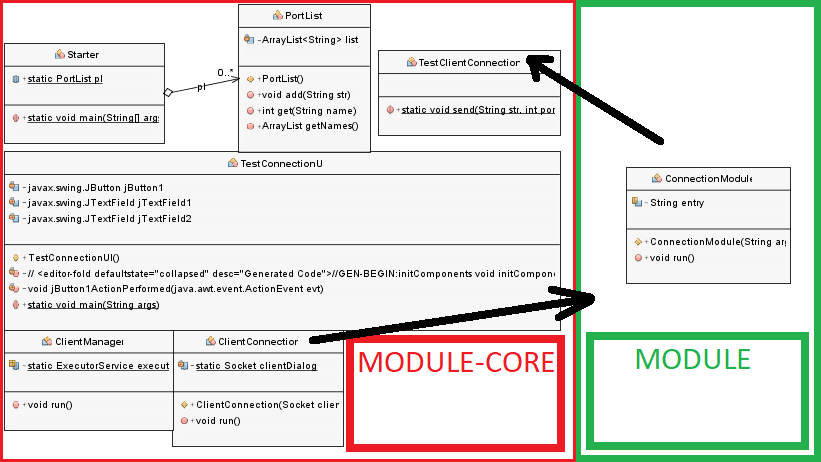 PortList
-ArrayList<String> list
+PortList()
+void add(String str)
+int get(String name)
+ArrayList getNames()
Starter
+static PortList pl
+static void main(String[] arg
0..*
pl
TestClientConnection
+static void send(String str, int por
TestConnectionU
-javax.swing.JButton jButton1
-javax.swing.JTextField jTextField1
-javax.swing.JTextField jTextField2
+TestConnectionUI()
-// <editor-fold defaultstate="collapsed" desc="Generated Code">//GEN-BEGIN:initComponents void initCompon
-void jButton1ActionPerformed(java.awt.event.ActionEvent evt)
+static void main(String args)
ClientManager
-static ExecutorService execut
+void run()
ClientConnection
-static Socket clientDialog
+ClientConnection(Socket clien
+void run()
MODULE-CORE
ConnectionModule
-String entry
+ConnectionModule(String arg
+void run()
MODULE